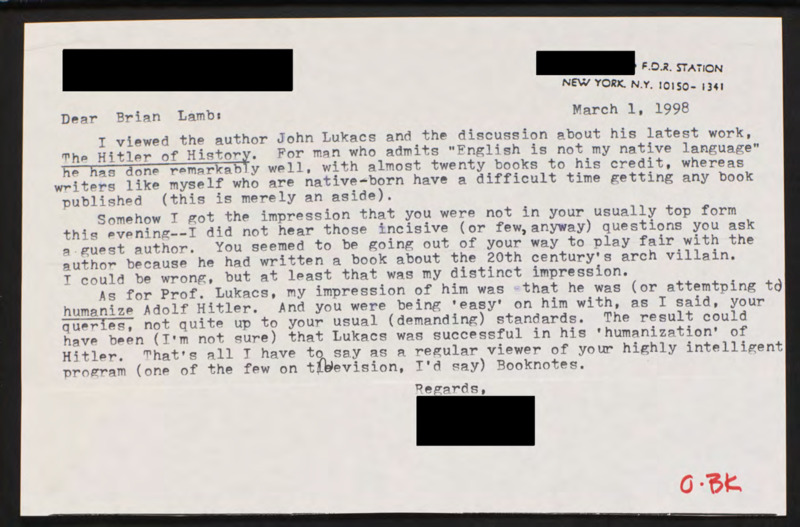 F.D.R. STATION
NEW YORK, N.Y. 10150- 1341
March 1, 1998
Dear Brian Lamb:
I viewed the author John Lukacs and the discussion about his latest work,
The Hitler of History. For man who admits "English is not my native language"
he has done remarkably well, with almost twenty books to his credit, whereas
writers like myself who are native-born have a difficult time getting any book
published (this is merely an aside).
Somehow I got the impression that you were not in your usually top form
this evening--I did not hear those incisive (or few, anyway) questions you ask
a guest author. You seemed to be going out of your way to play fair with the
author because he had written a book about the 20th century's arch villain.
I could be wrong, but at least that was my distinct impression.
As for Prof. Lukacs, my impression of him was that he was (or attemtping to
humanize Adolf Hitler. And you were being 'easy' on him with, as I said, your
queries, not quite up to your usual (demanding) standards. The result could
have been (I'm not sure) that Lukacs was successful in his 'humanization' of
Hitler. That's all I have to say as a regular viewer of your highly intelligent
program (one of the few on television, I'd say) Booknotes.
Regards,
O.BK